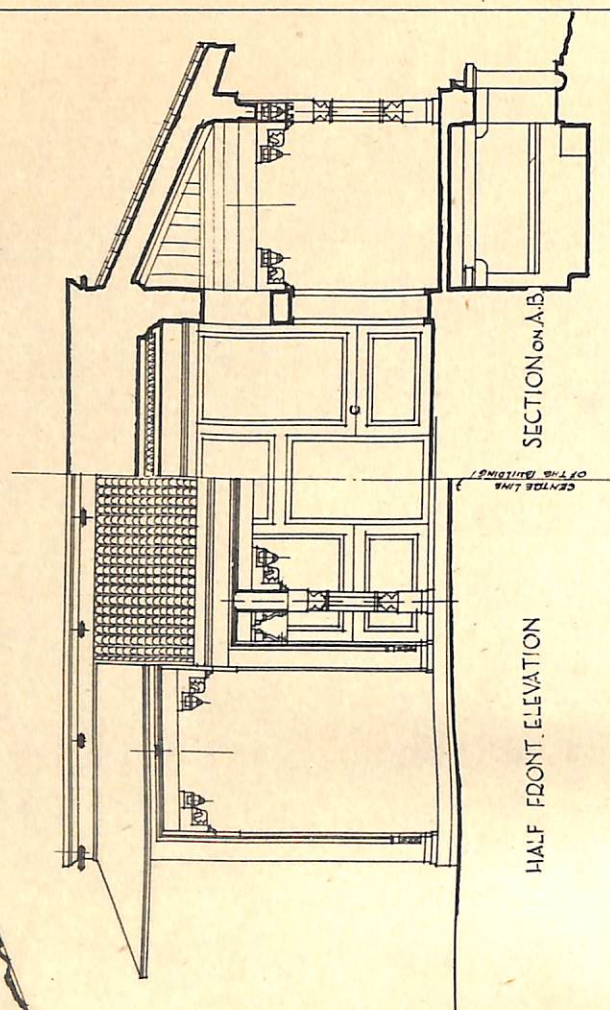 HALF FRONT ELEVATION
CENTRE LINE
OF THE BUILDING
SECTION ON A.B.